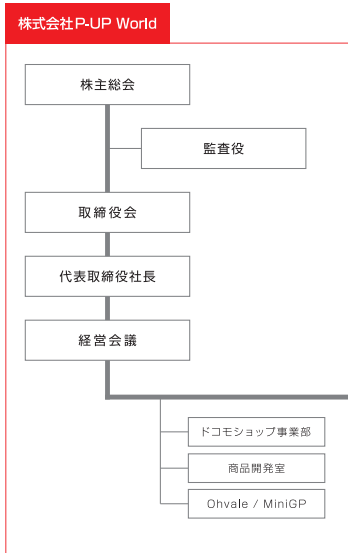 株式会社P-UP World
株主総会
監査役
取締役会
代表取締役社長
経営会議
ドコモショップ事業部
商品開発室
Ohvale / MiniGP